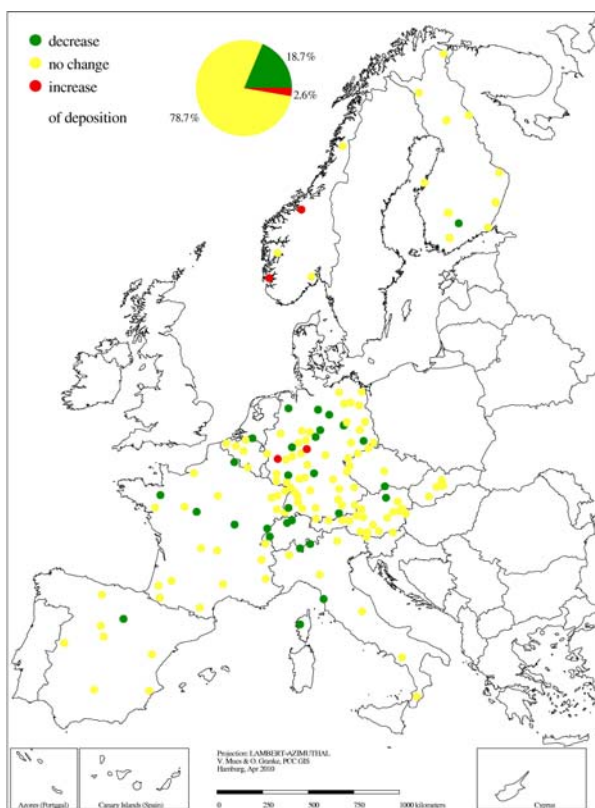 decrease
no change
increase
of deposition
18.7%
2.6%
78.7%
Projection: LAMBERT-AZIMUTHAL
V. Mues & O. Granke, PCC GIS
Hamburg, Apr 2010
0 250 500 750 1000 kilometers
Azores (Portugal)
Canary Islands (Spain)
Cyprus